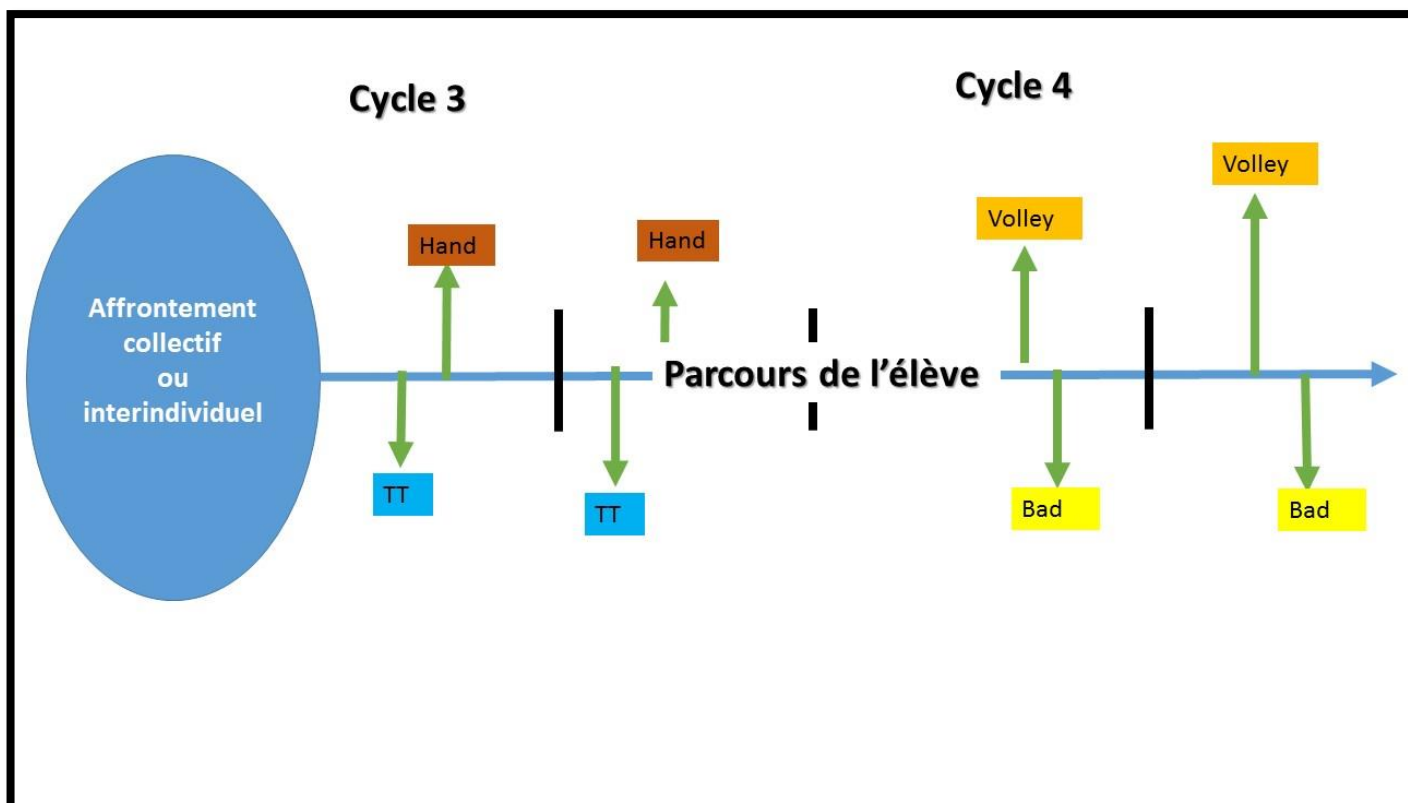 Cycle 3
Cycle 4
Volley
Volley
Hand
Hand
Affrontement
collectif
ou
interindividuel
Parcours de l'élève
TT
TT
Bad
Bad